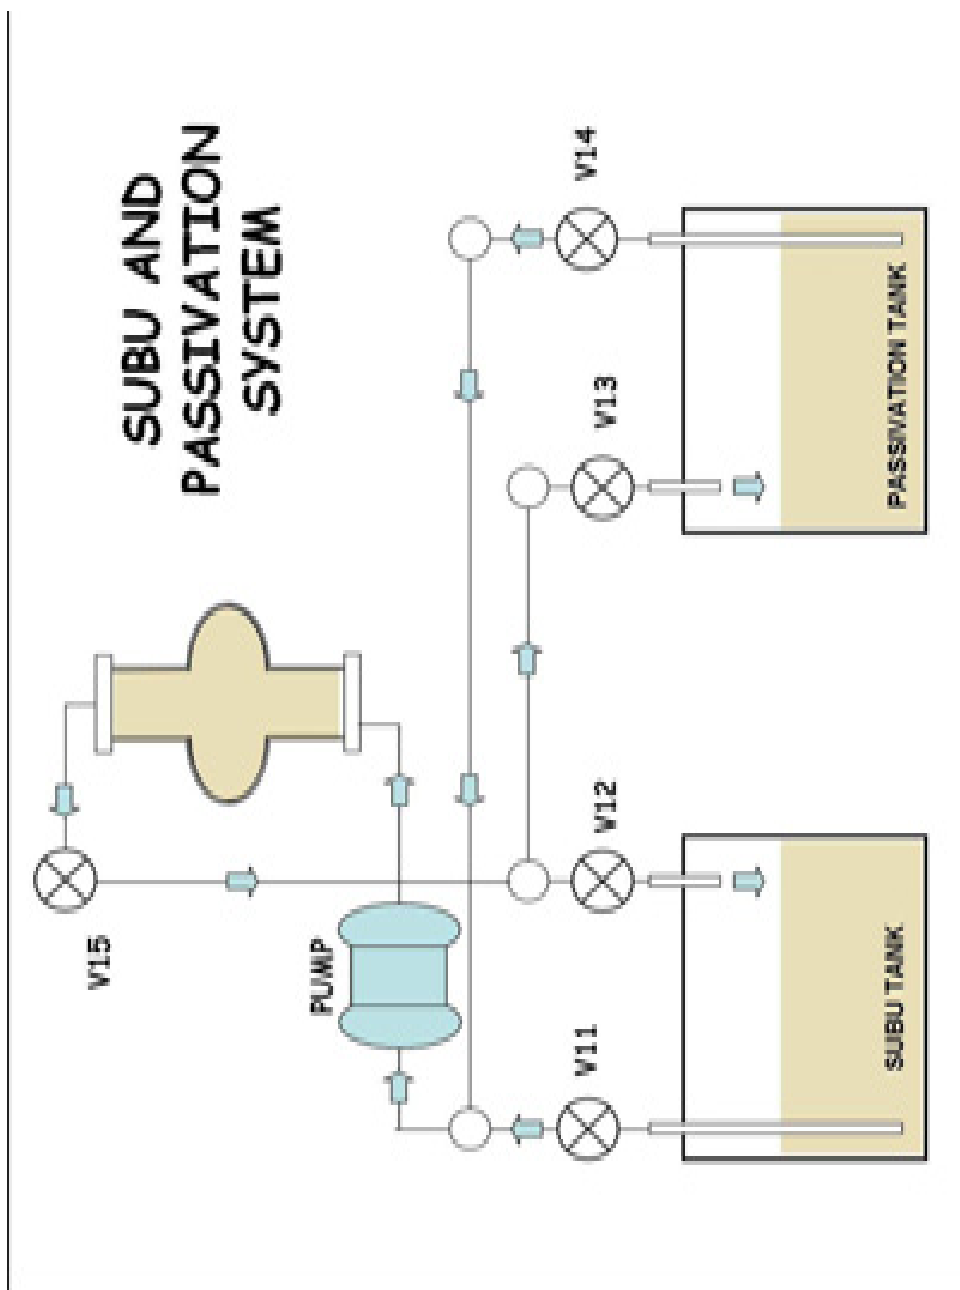 SUBU AND
PASSIVATION
SYSTEM
V15
PUMP
V11
V12
V13
V14
SUBU TANK
PASSIVATION TANK